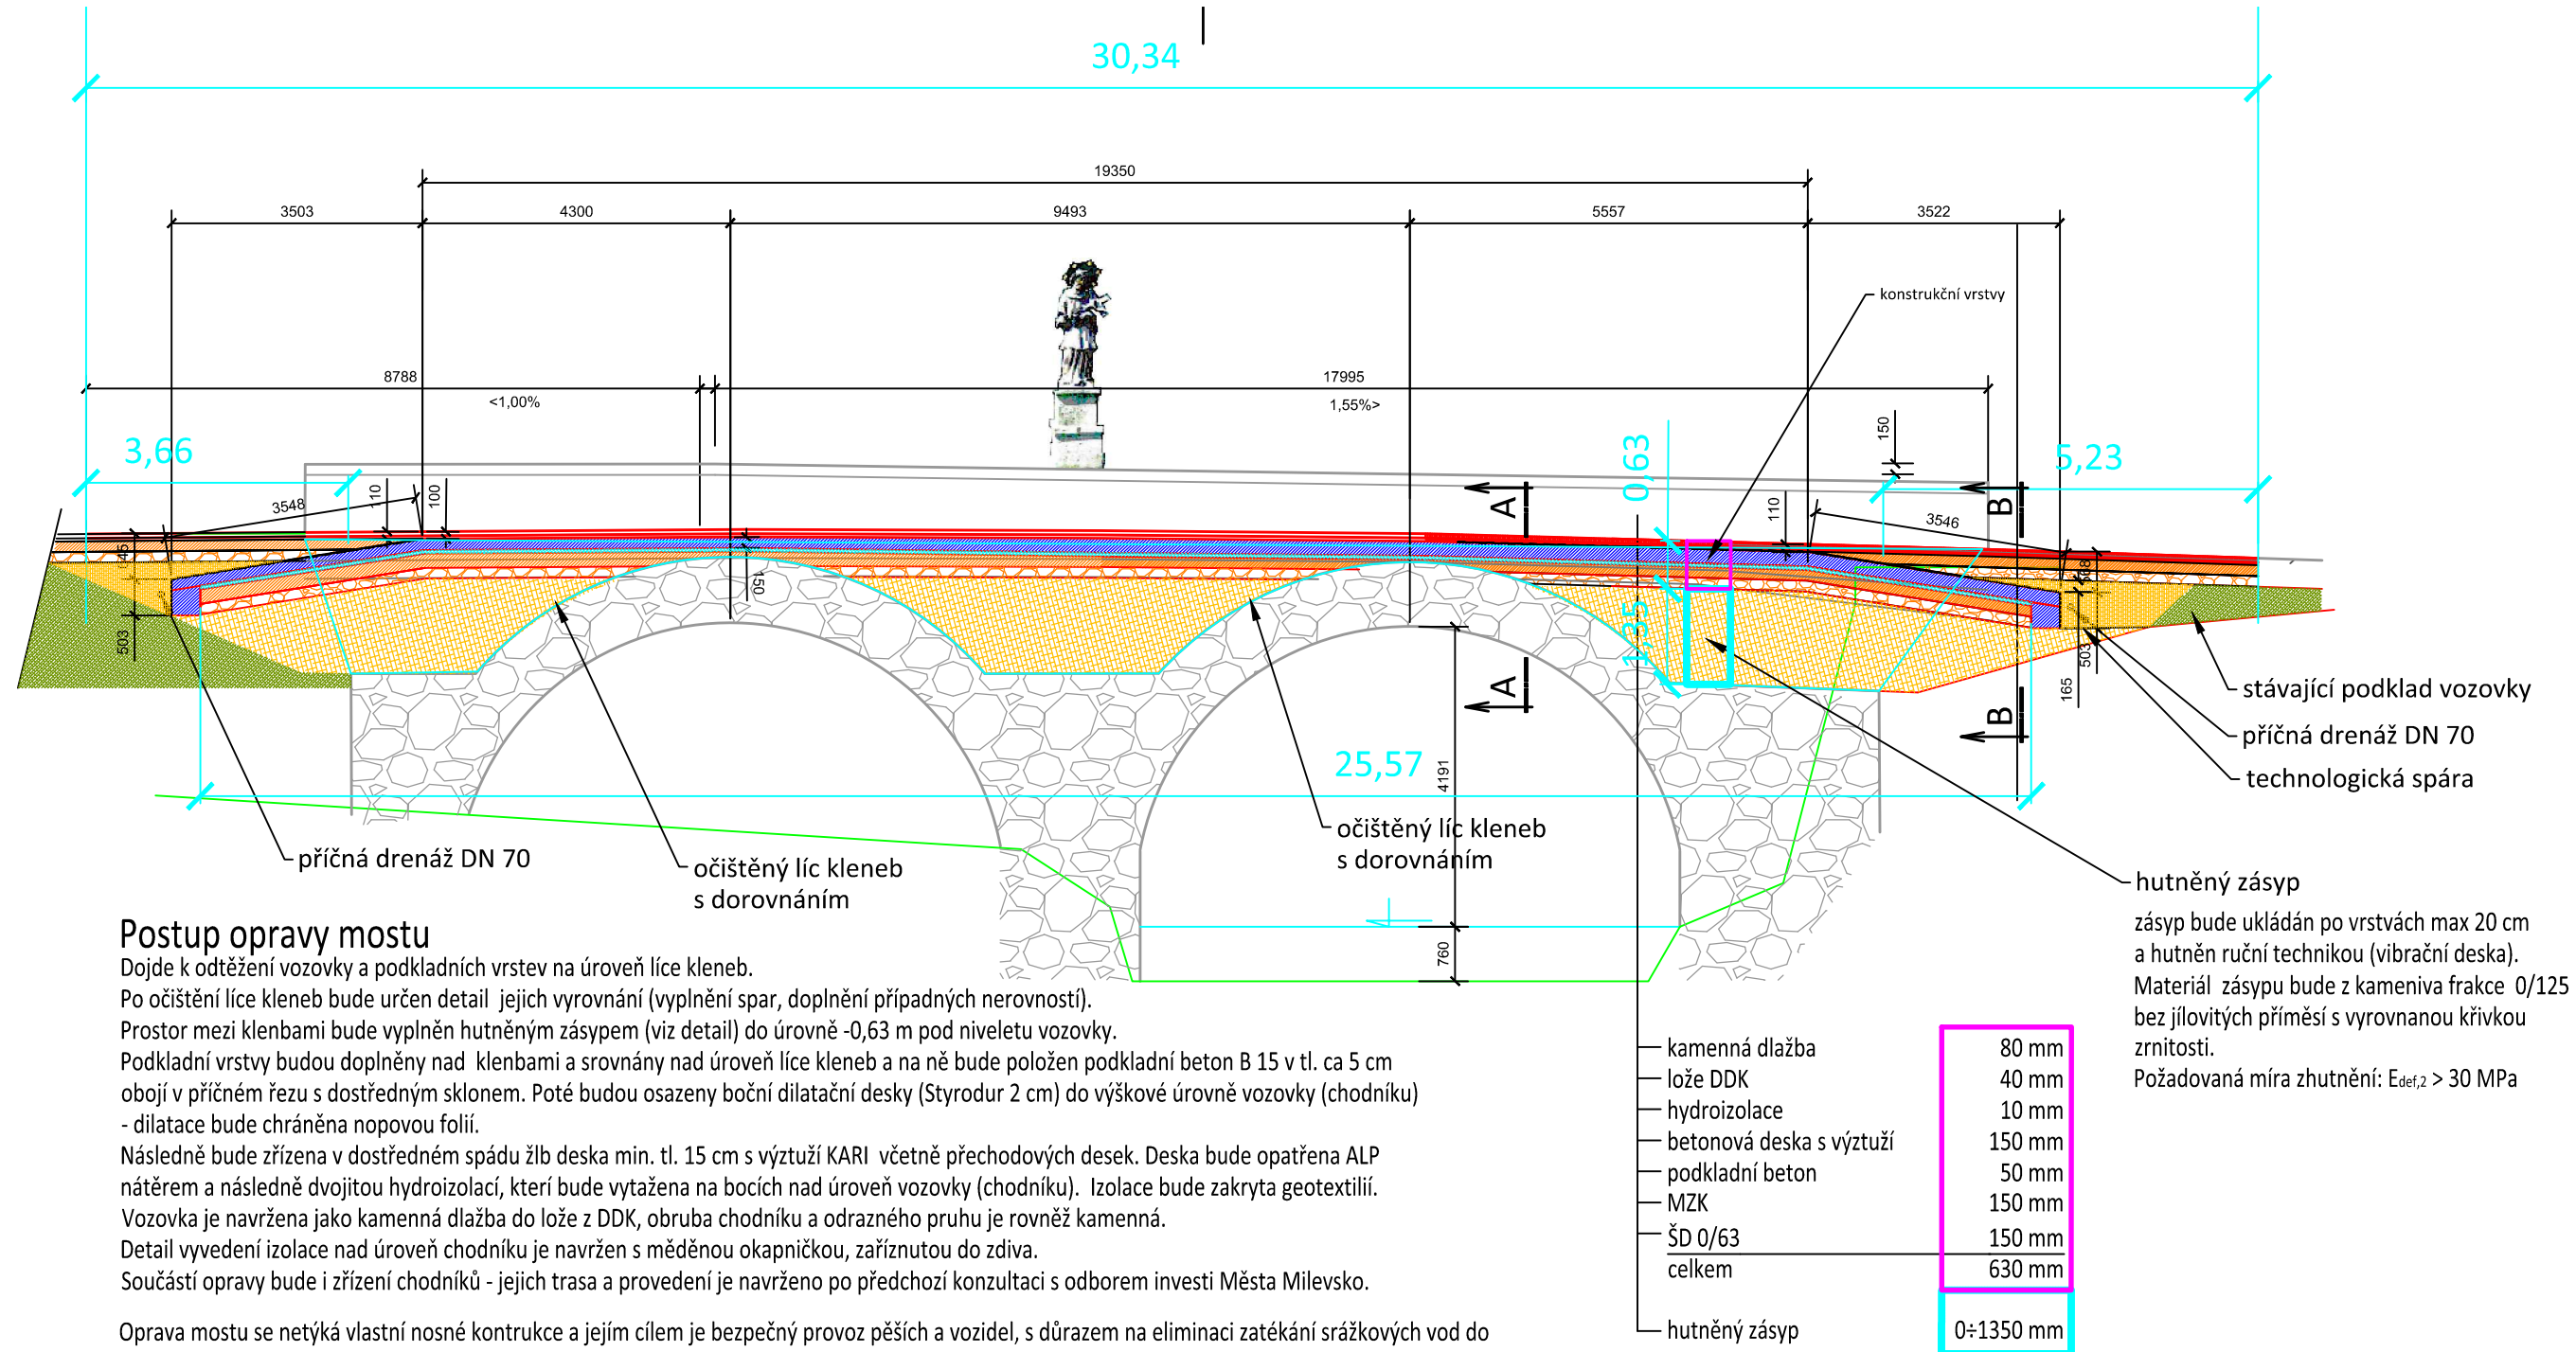 30,34
19350
3503
4300
9493
5557
3522
konstrukční vrstvy
8788
17995
<1,00%
1,55%>
150
3,66
0,63
5,23
3548
110
100
A
110
B
3546
150
503
1,35
568
503
165
A
B
stávající podklad vozovky
příčná drenáž DN 70
technologická spára
25,57
4191
očištěný líc kleneb
s dorovnáním
příčná drenáž DN 70
očištěný líc kleneb
s dorovnáním
760
hutněný zásyp
zásyp bude ukládán po vrstvách max 20 cm
a hutněn ruční technikou (vibrační deska).
Materiál zásypu bude z kameniva frakce 0/125
bez jílovitých příměsí s vyrovnanou křivkou
zrnitosti.
Požadovaná míra zhutnění: Edef,2 > 30 MPa
Postup opravy mostu
Dojde k odtěžení vozovky a podkladních vrstev na úroveň líce kleneb.
Po očištění líce kleneb bude určen detail jejich vyrovnání (vyplnění spar, doplnění případných nerovností).
Prostor mezi klenbami bude vyplněn hutněným zásypem (viz detail) do úrovně -0,63 m pod niveletu vozovky.
Podkladní vrstvy budou doplněny nad klenbami a srovnány nad úroveň líce kleneb a na ně bude položen podkladní beton B 15 v tl. ca 5 cm
obojí v příčném řezu s dostředným sklonem. Poté budou osazeny boční dilatační desky (Styrodur 2 cm) do výškové úrovně vozovky (chodníku)
- dilatace bude chráněna nopovou folií.
Následně bude zřízena v dostředném spádu žlb deska min. tl. 15 cm s výztuží KARI včetně přechodových desek. Deska bude opatřena ALP
nátěrem a následně dvojitou hydroizolací, kterí bude vytažena na bocích nad úroveň vozovky (chodníku). Izolace bude zakryta geotextilií.
Vozovka je navržena jako kamenná dlažba do lože z DDK, obruba chodníku a odrazného pruhu je rovněž kamenná.
Detail vyvedení izolace nad úroveň chodníku je navržen s měděnou okapničkou, zaříznutou do zdiva.
Součástí opravy bude i zřízení chodníků - jejich trasa a provedení je navrženo po předchozí konzultaci s odborem investi Města Milevsko.
Oprava mostu se netýká vlastní nosné kontrukce a jejím cílem je bezpečný provoz pěších a vozidel, s důrazem na eliminaci zatékání srážkových vod do
kamenná dlažba 80 mm
lože DDK 40 mm
hydroizolace 10 mm
betonová deska s výztuží 150 mm
podkladní beton 50 mm
MZK 150 mm
ŠD 0/63 150 mm
celkem 630 mm
hutněný zásyp 0÷1350 mm